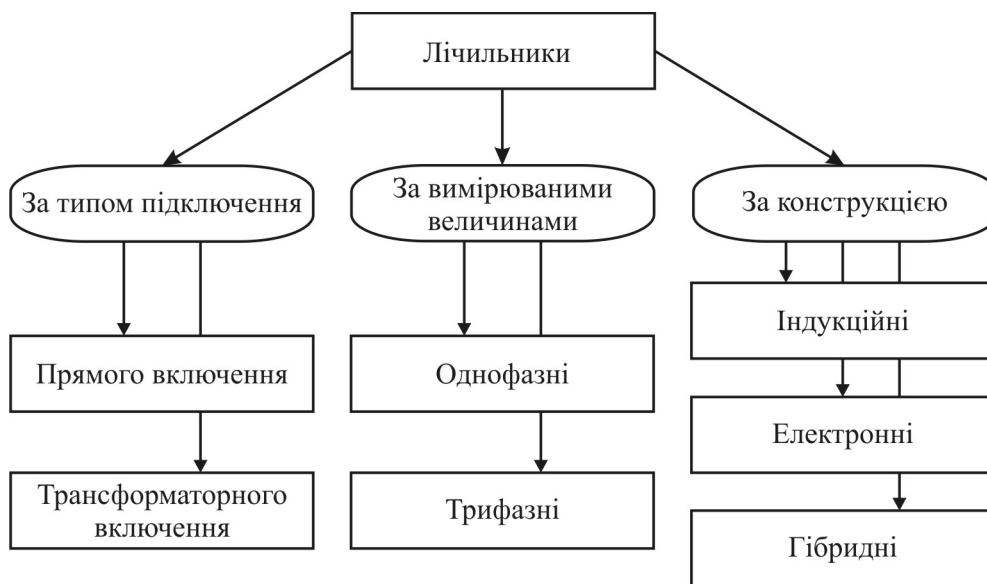 Лічильники
За типом підключення
За вимірюваними
величинами
За конструкцією
Прямого включення
Трансформаторного
включення
Однофазні
Трифазні
Індукційні
Електронні
Гібридні